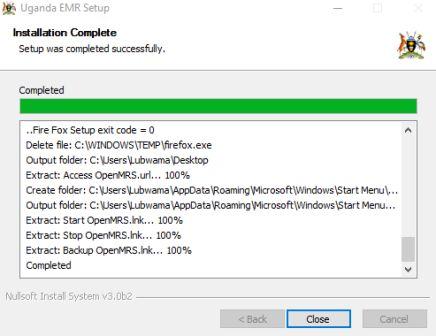 Uganda EMR Setup
Installation Complete
Setup was completed successfully.
Completed
..Fire Fox Setup exit code = 0
Delete file: C:\WINDOWS\TEMP\firefox.exe
Output folder: C:\Users\Lubwama\Desktop
Extract: Access OpenMRS.url... 100%
Create folder: C:\Users\Lubwama\AppData\Roaming\Microsoft\Windows\Start Menu\...
Output folder: C:\Users\Lubwama\AppData\Roaming\Microsoft\Windows\Start Menu...
Extract: Start OpenMRS.lnk... 100%
Extract: Stop OpenMRS.lnk... 100%
Extract: Backup OpenMRS.lnk... 100%
Completed
Nullsoft Install System v3.0b2
< Back Close Cancel